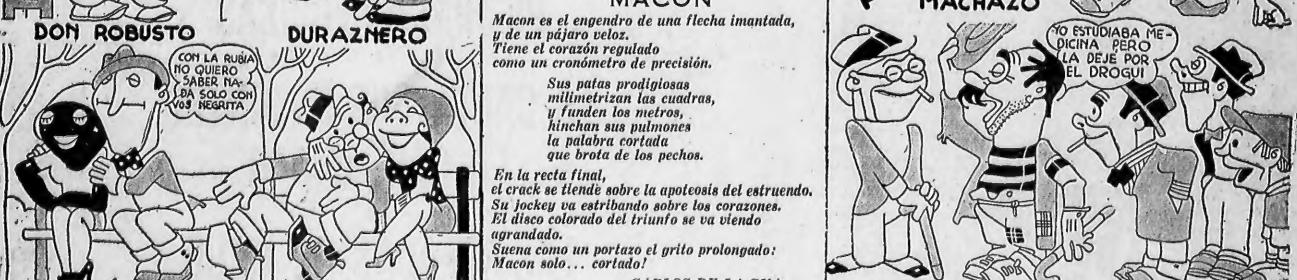 DON ROBUSTO
DURAZNERO
CON LA RUBIA
NO QUIERO
SABER NA-
DA SOLO CON
VOS NEGRITA
MACON
Macon es el engendro de una flecha imantada,
y de un pájaro veloz.
Tiene el corazón regulado
como un cronómetro de precisión.
Sus patas prodigiosas
milimetrizan las cuadras,
y funden los metros,
hinchan sus pulmones
la palabra cortada
que brota de los pechos.
En la recta final,
el crack se tiende sobre la apoteosis del estruendo.
Su jockey va estribando sobre los corazones.
El disco colorado del triunfo se va viendo
agrandado.
Suena como un portazo el grito prolongado:
Macon solo... cortado!
MACHAZO
YO ESTUDIABA ME-
DICINA PERO
LA DEJÉ POR
EL DROGUI